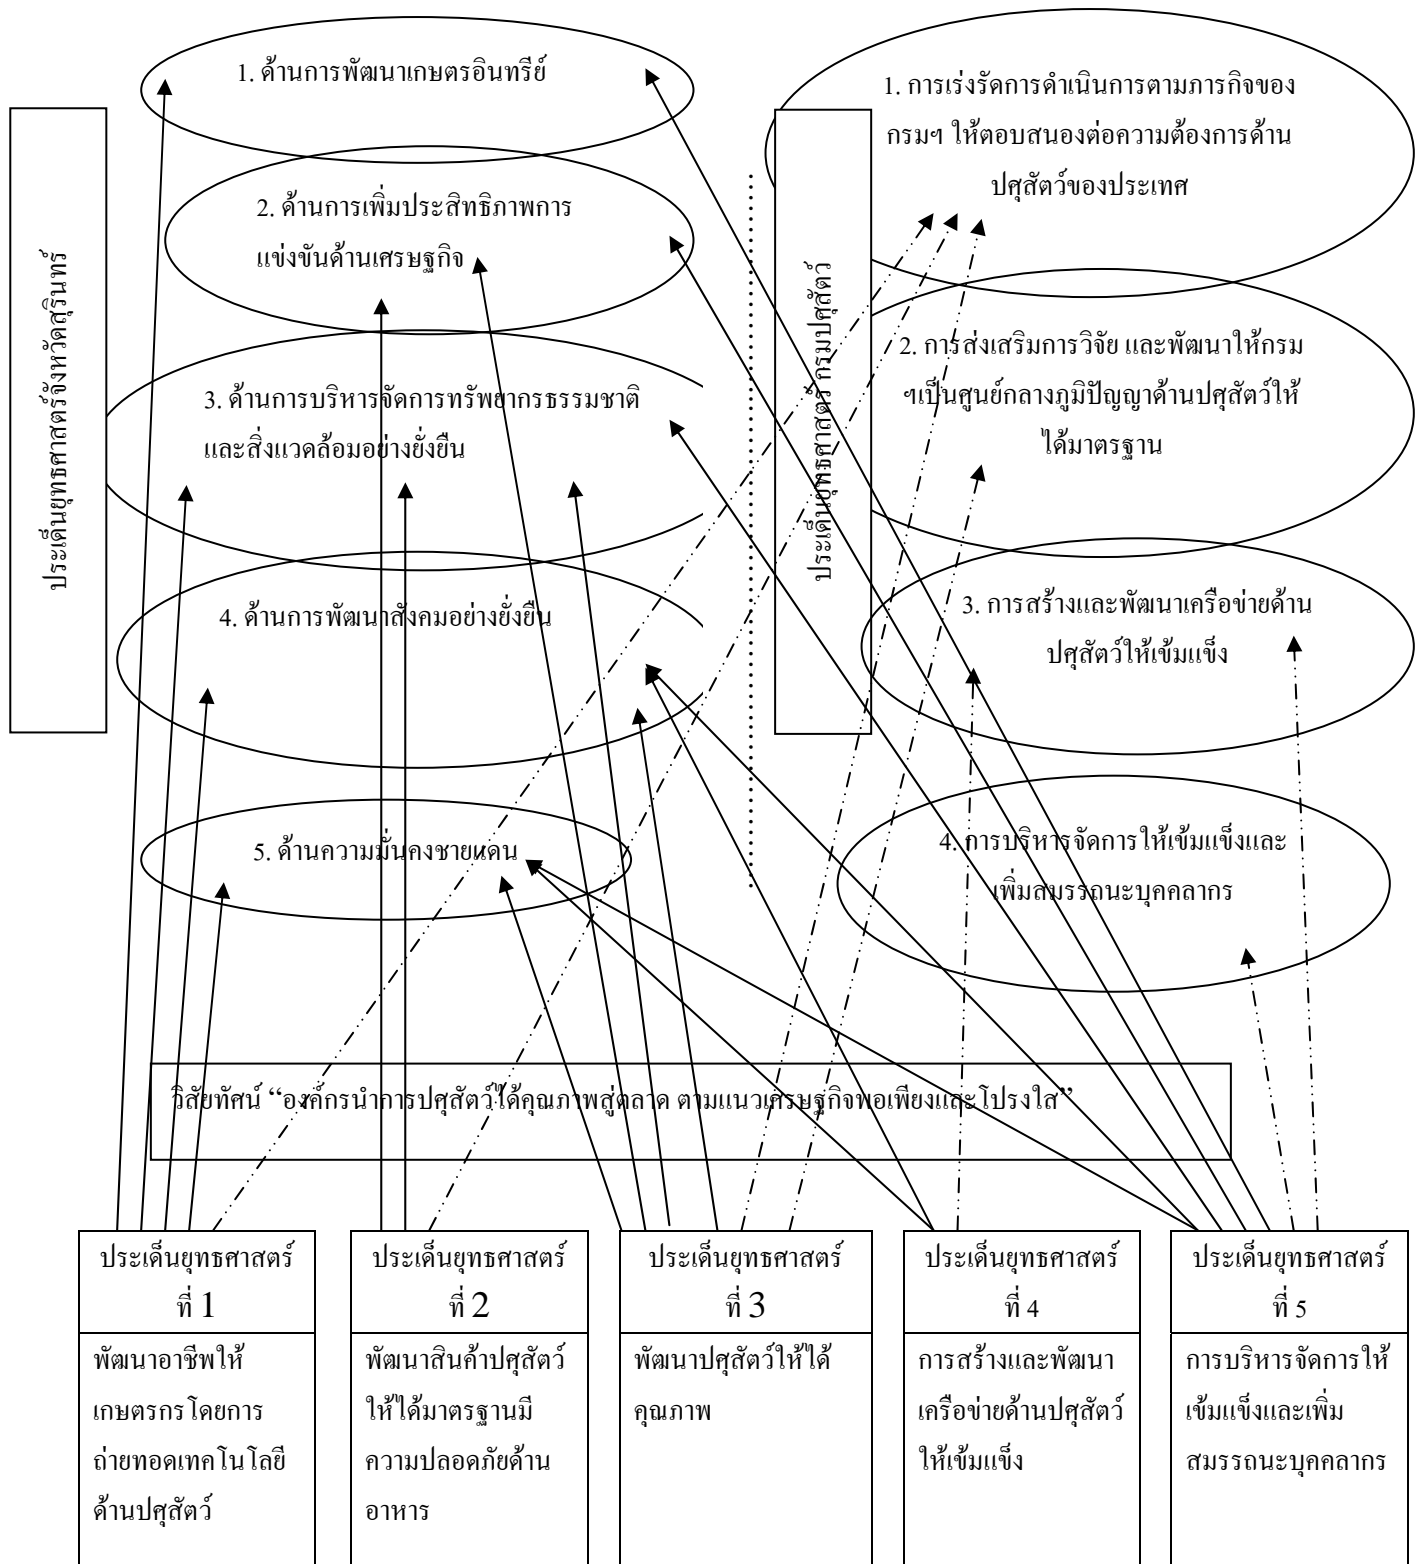 ประเด็นยุทธศาสตร์จังหวัดสุรินทร์
1. ด้านการพัฒนาเกษตรอินทรีย์
2. ด้านการเพิ่มประสิทธิภาพการ
แข่งขันด้านเศรษฐกิจ
3. ด้านการบริหารจัดการทรัพยากรธรรมชาติ
และสิ่งแวดล้อมอย่างยั่งยืน
4. ด้านการพัฒนาสังคมอย่างยั่งยืน
5. ด้านความมั่นคงชายแดน
ประเด็นยุทธศาสตร์ กรมปศุสัตว์
1. การเร่งรัดการดำเนินการตามภารกิจของ
กรมฯ ให้ตอบสนองต่อความต้องการด้าน
ปศุสัตว์ของประเทศ
2. การส่งเสริมการวิจัย และพัฒนาให้กรม
ฯเป็นศูนย์กลางภูมิปัญญาด้านปศุสัตว์ให้
ได้มาตรฐาน
3. การสร้างและพัฒนาเครือข่ายด้าน
ปศุสัตว์ให้เข้มแข็ง
4. การบริหารจัดการให้เข้มแข็งและ
เพิ่มสมรรถนะบุคคลากร
วิสัยทัศน์ “องค์กรนำการปศุสัตว์ได้คุณภาพสู่ตลาด ตามแนวเศรษฐกิจพอเพียงและโปรงใส”
ประเด็นยุทธศาสตร์
ที่ 1
พัฒนาอาชีพให้
เกษตรกรโดยการ
ถ่ายทอดเทคโนโลยี
ด้านปศุสัตว์
ประเด็นยุทธศาสตร์
ที่ 2
พัฒนาสินค้าปศุสัตว์
ให้ได้มาตรฐานมี
ความปลอดภัยด้าน
อาหาร
ประเด็นยุทธศาสตร์
ที่ 3
พัฒนาปศุสัตว์ให้ได้
คุณภาพ
ประเด็นยุทธศาสตร์
ที่ 4
การสร้างและพัฒนา
เครือข่ายด้านปศุสัตว์
ให้เข้มแข็ง
ประเด็นยุทธศาสตร์
ที่ 5
การบริหารจัดการให้
เข้มแข็งและเพิ่ม
สมรรถนะบุคคลากร